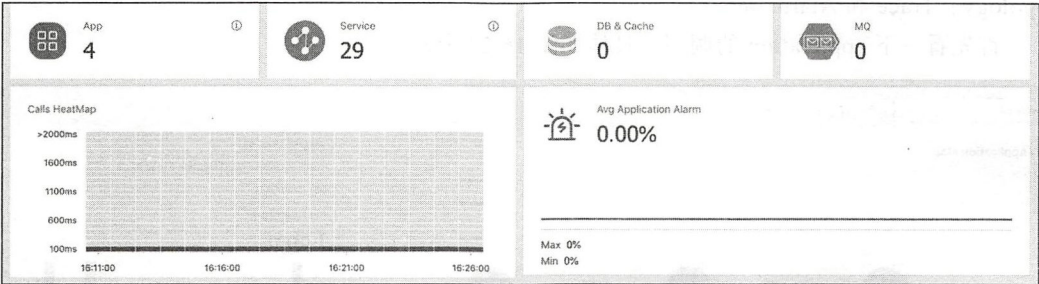 App
4
Service
29
DB & Cache
0
MQ
0
Calls HeatMap
>2000ms
1600ms
1100ms
600ms
100ms
16:11:00 16:16:00 16:21:00 16:26:00
Avg Application Alarm
0.00%
Max 0%
Min 0%